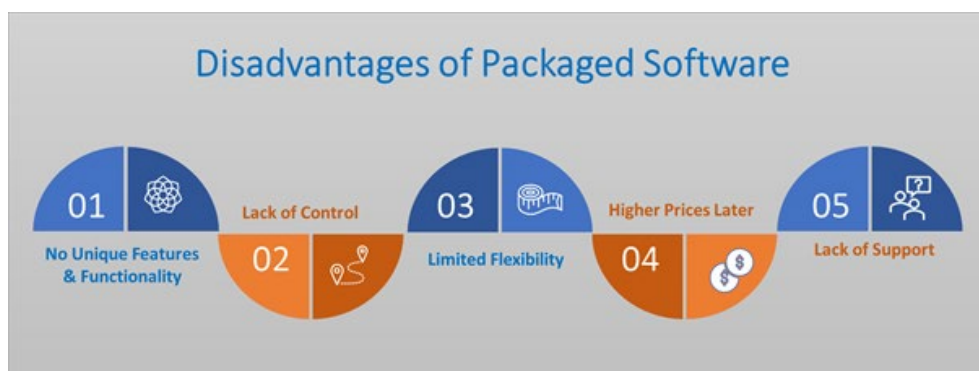 Disadvantages of Packaged Software
01
No Unique Features
& Functionality
Lack of Control
02
03
Limited Flexibility
Higher Prices Later
04
$
$
05
?
Lack of Support